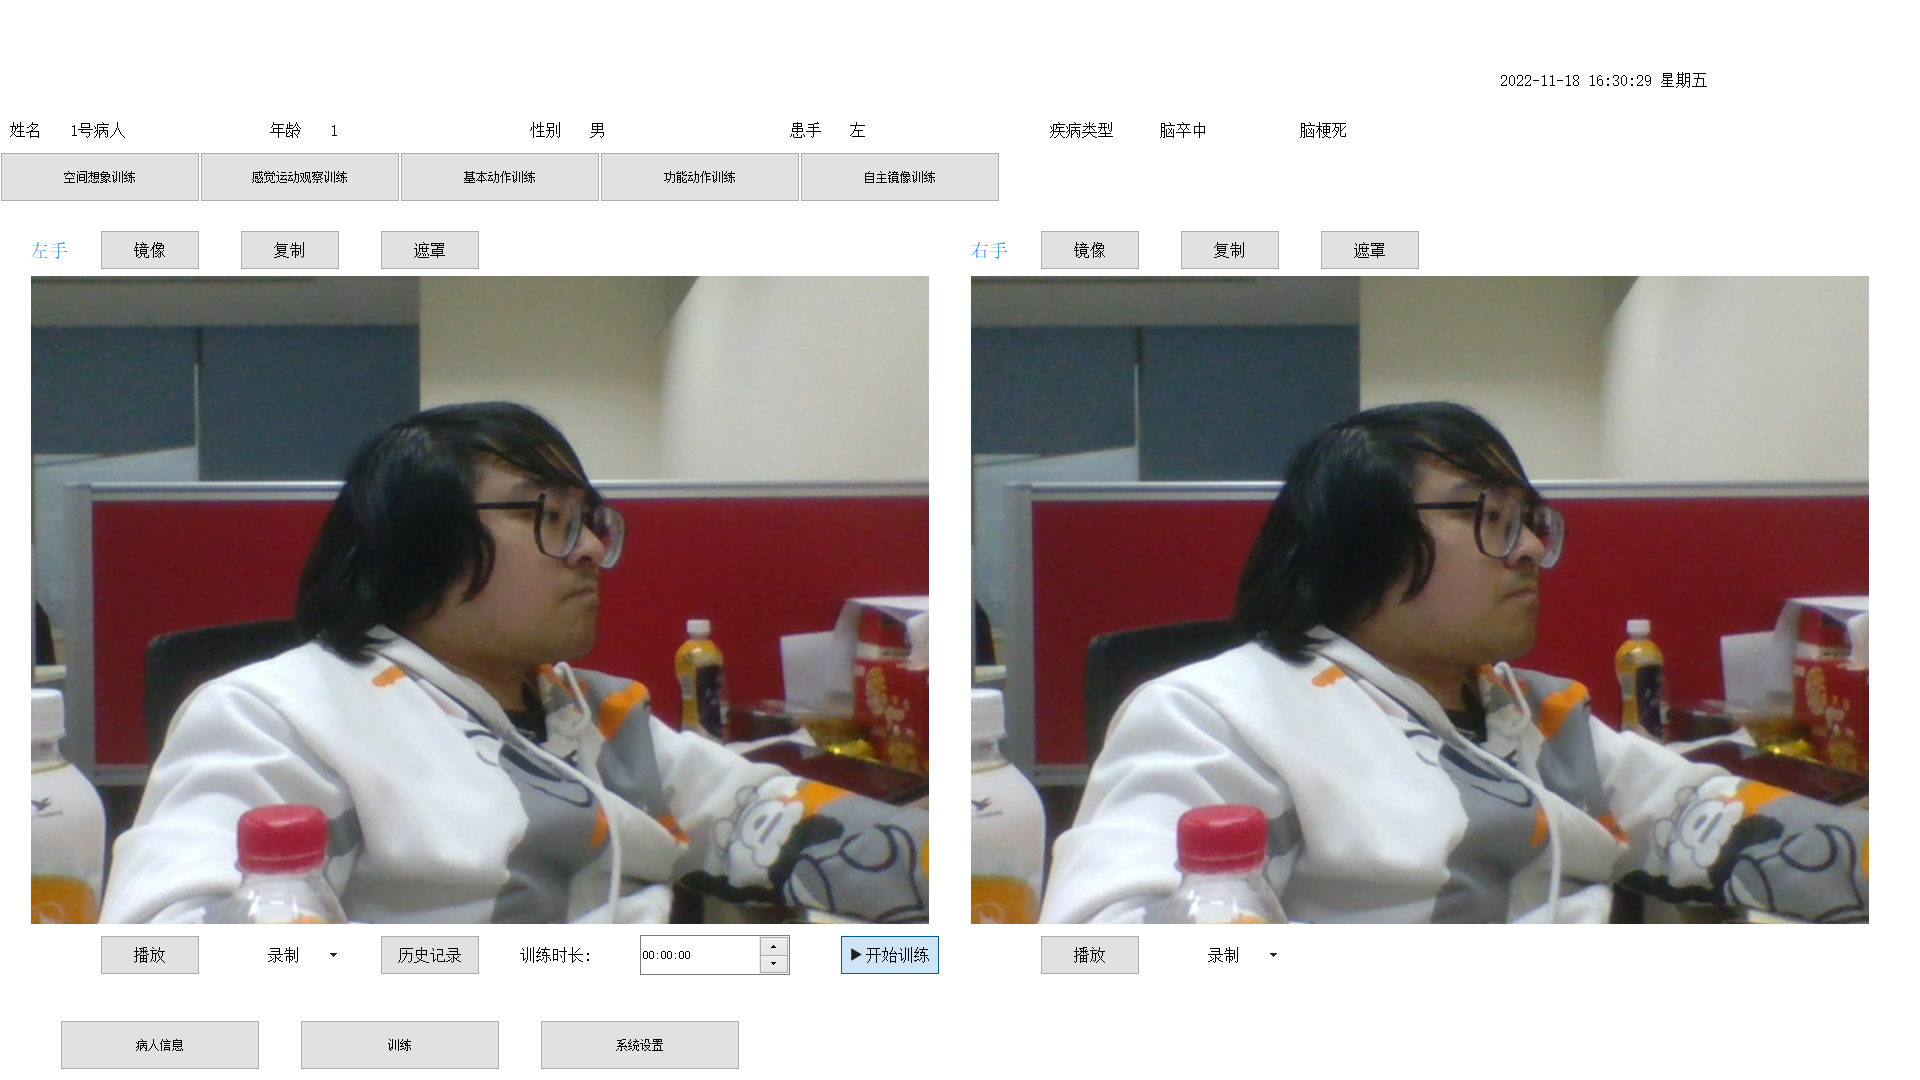 2022-11-18 16:30:29 星期五
姓名 1号病人 年龄 1 性别 男 患手 左 疾病类型 脑卒中 脑梗死
空间想象训练 感觉运动观察训练 基本动作训练 功能动作训练 自主镜像训练
左手 镜像 复制 遮罩 右手 镜像 复制 遮罩
播放 录制 历史记录 训练时长: 00:00:00 ▶开始训练 播放 录制
病人信息 训练 系统设置